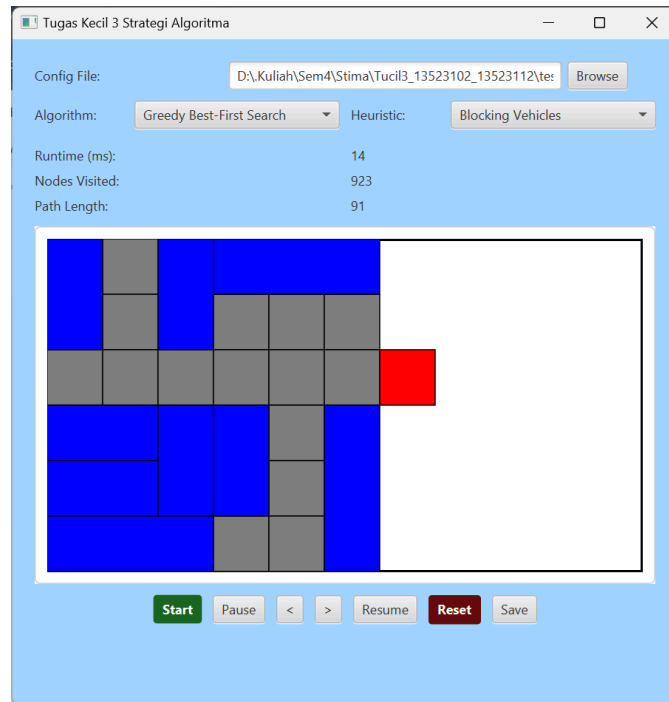 Tugas Kecil 3 Strategi Algoritma
Config File: D:\.Kuliah\Sem4\Stima\Tucil3_13523102_13523112\tes Browse
Algorithm: Greedy Best-First Search Heuristic: Blocking Vehicles
Runtime (ms): 14
Nodes Visited: 923
Path Length: 91
Start Pause < > Resume Reset Save